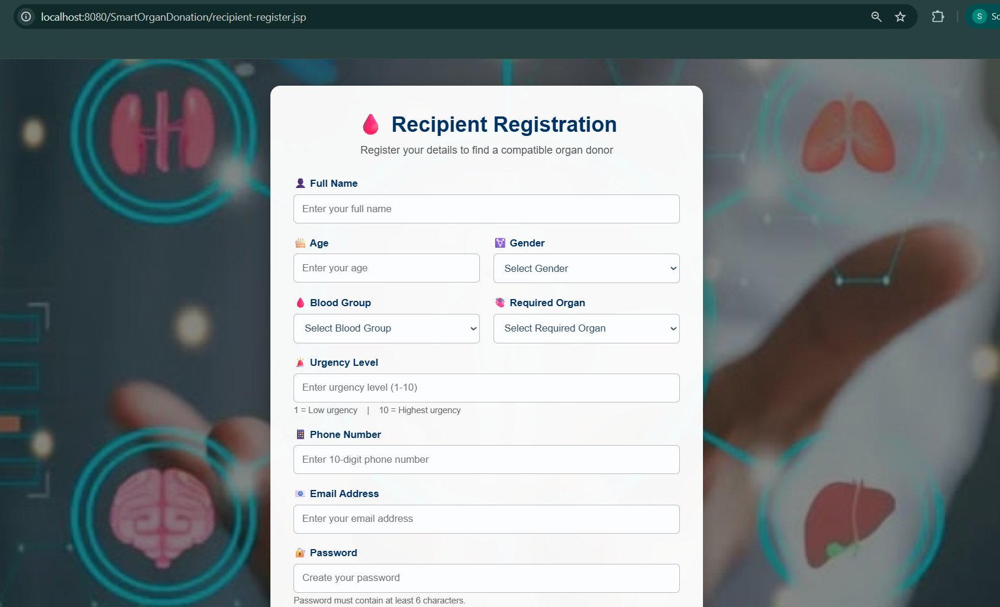 localhost:8080/SmartOrganDonation/recipient-register.jsp
S
Recipient Registration
Register your details to find a compatible organ donor
Full Name
Enter your full name
Age
Gender
Enter your age
Select Gender
Blood Group
Required Organ
Select Blood Group
Select Required Organ
Urgency Level
Enter urgency level (1-10)
1 = Low urgency | 10 = Highest urgency
Phone Number
Enter 10-digit phone number
Email Address
Enter your email address
Password
Create your password
Password must contain at least 6 characters.